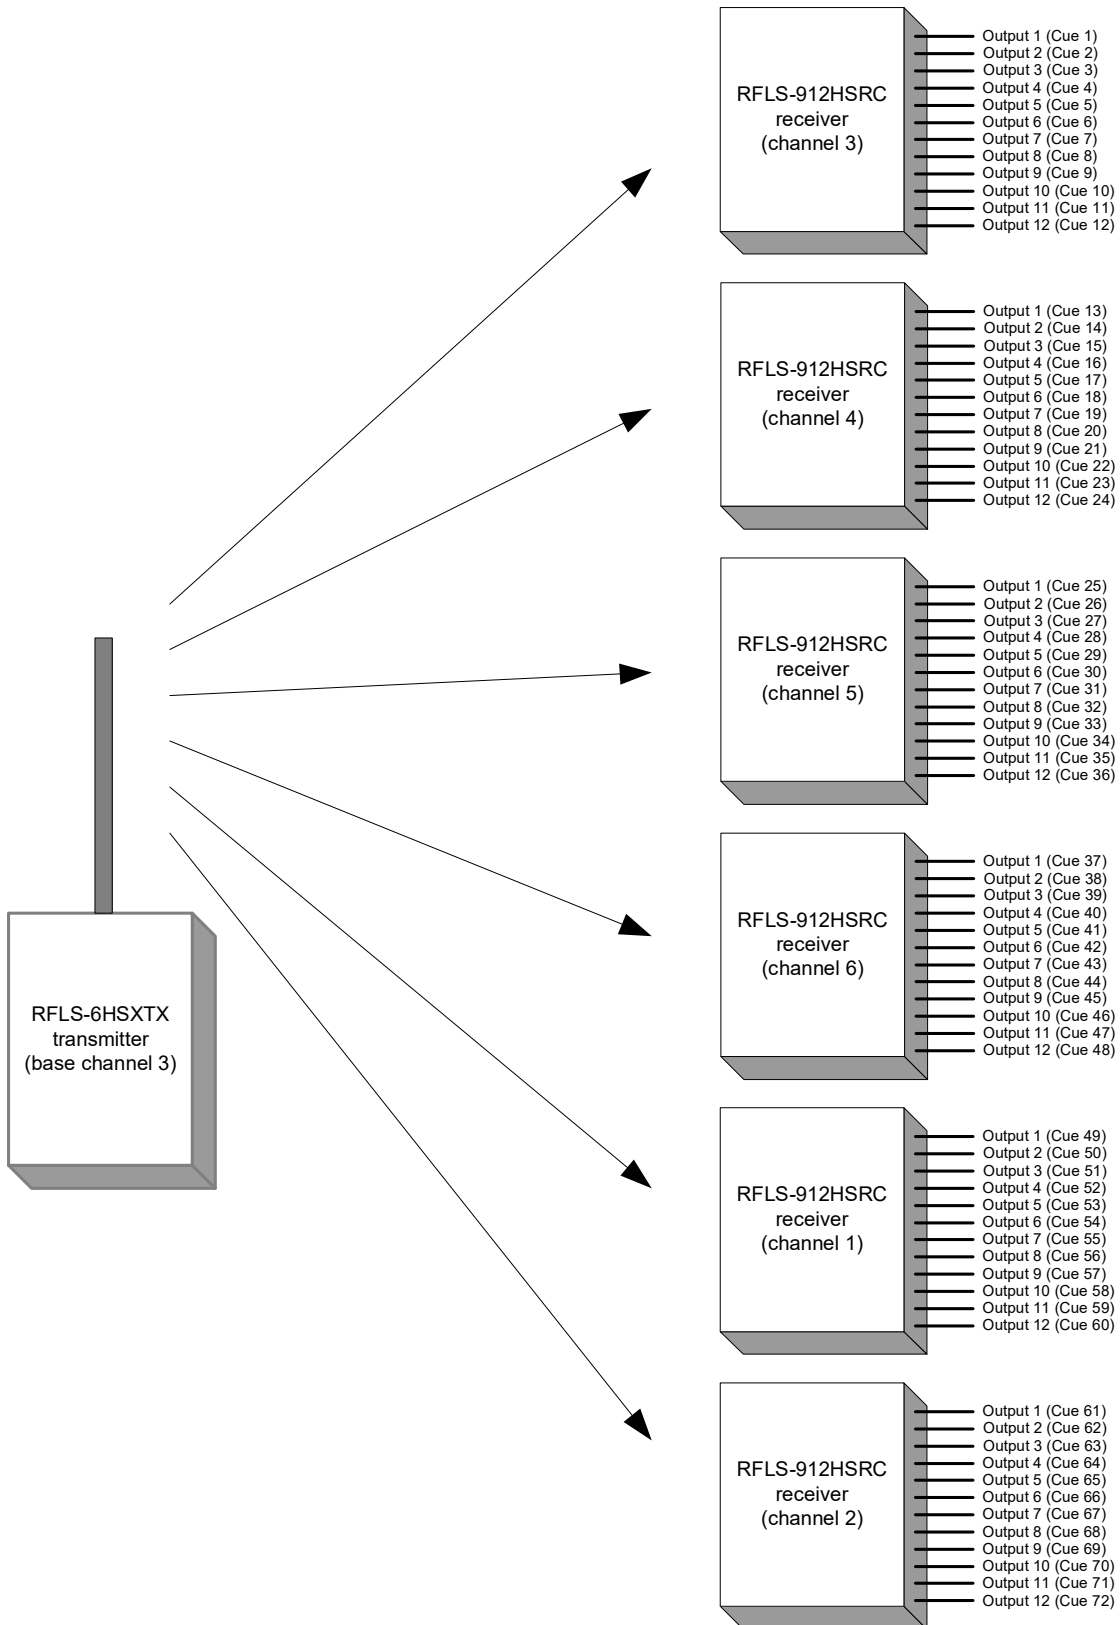 RFLS-912HSRC
receiver
(channel 3)
Output 1 (Cue 1)
Output 2 (Cue 2)
Output 3 (Cue 3)
Output 4 (Cue 4)
Output 5 (Cue 5)
Output 6 (Cue 6)
Output 7 (Cue 7)
Output 8 (Cue 8)
Output 9 (Cue 9)
Output 10 (Cue 10)
Output 11 (Cue 11)
Output 12 (Cue 12)
RFLS-912HSRC
receiver
(channel 4)
Output 1 (Cue 13)
Output 2 (Cue 14)
Output 3 (Cue 15)
Output 4 (Cue 16)
Output 5 (Cue 17)
Output 6 (Cue 18)
Output 7 (Cue 19)
Output 8 (Cue 20)
Output 9 (Cue 21)
Output 10 (Cue 22)
Output 11 (Cue 23)
Output 12 (Cue 24)
RFLS-912HSRC
receiver
(channel 5)
Output 1 (Cue 25)
Output 2 (Cue 26)
Output 3 (Cue 27)
Output 4 (Cue 28)
Output 5 (Cue 29)
Output 6 (Cue 30)
Output 7 (Cue 31)
Output 8 (Cue 32)
Output 9 (Cue 33)
Output 10 (Cue 34)
Output 11 (Cue 35)
Output 12 (Cue 36)
RFLS-912HSRC
receiver
(channel 6)
Output 1 (Cue 37)
Output 2 (Cue 38)
Output 3 (Cue 39)
Output 4 (Cue 40)
Output 5 (Cue 41)
Output 6 (Cue 42)
Output 7 (Cue 43)
Output 8 (Cue 44)
Output 9 (Cue 45)
Output 10 (Cue 46)
Output 11 (Cue 47)
Output 12 (Cue 48)
RFLS-6HSXTX
transmitter
(base channel 3)
RFLS-912HSRC
receiver
(channel 1)
Output 1 (Cue 49)
Output 2 (Cue 50)
Output 3 (Cue 51)
Output 4 (Cue 52)
Output 5 (Cue 53)
Output 6 (Cue 54)
Output 7 (Cue 55)
Output 8 (Cue 56)
Output 9 (Cue 57)
Output 10 (Cue 58)
Output 11 (Cue 59)
Output 12 (Cue 60)
RFLS-912HSRC
receiver
(channel 2)
Output 1 (Cue 61)
Output 2 (Cue 62)
Output 3 (Cue 63)
Output 4 (Cue 64)
Output 5 (Cue 65)
Output 6 (Cue 66)
Output 7 (Cue 67)
Output 8 (Cue 68)
Output 9 (Cue 69)
Output 10 (Cue 70)
Output 11 (Cue 71)
Output 12 (Cue 72)